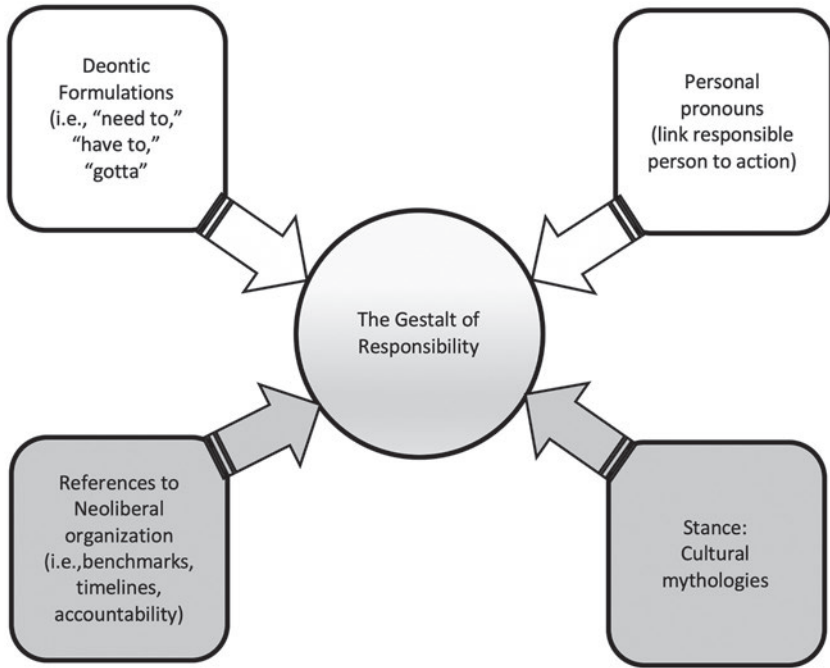 Deontic
Formulations
(i.e., “need to,”
“have to,”
“gotta”
Personal
pronouns
(link responsible
person to action)
The Gestalt of
Responsibility
References to
Neoliberal
organization
(i.e.,benchmarks,
timelines,
accountability)
Stance:
Cultural
mythologies